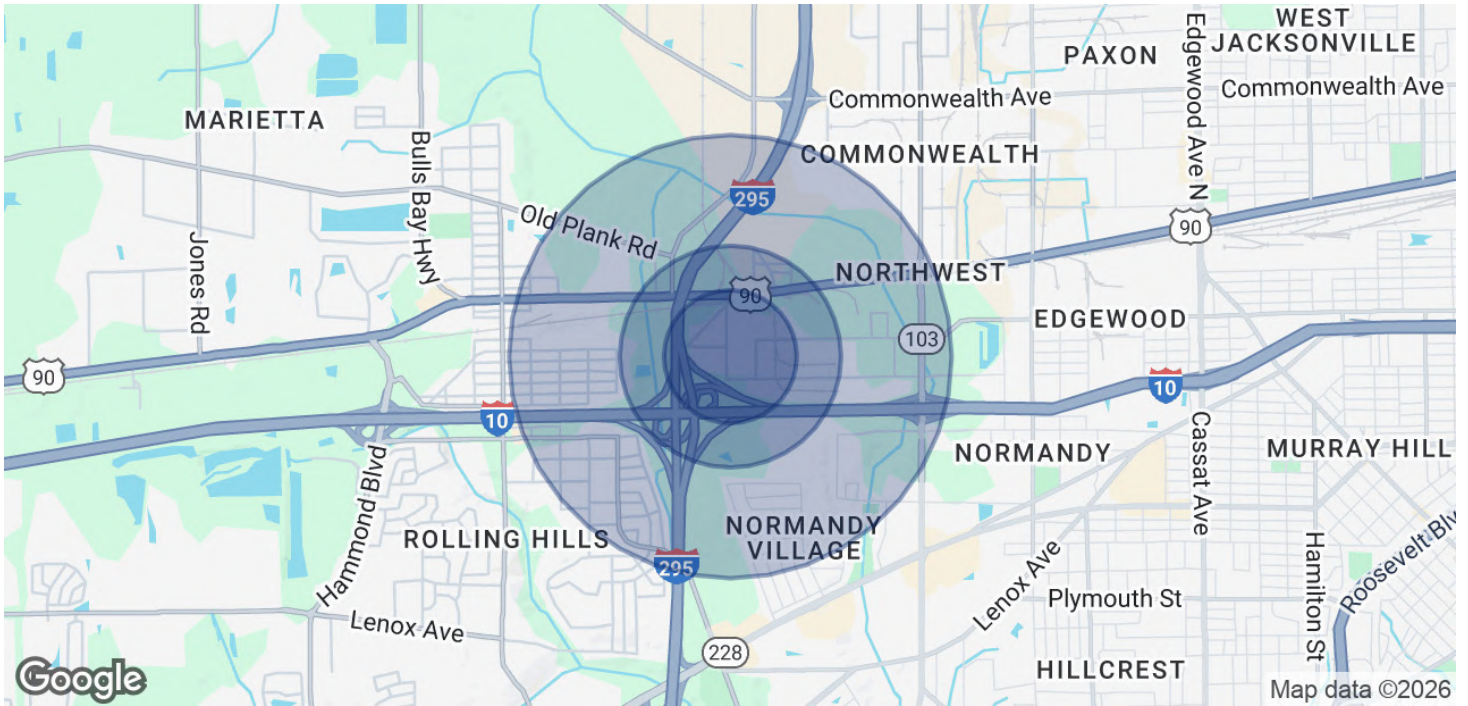 WEST
JACKSONVILLE
PAXON
Edgewood Ave N
Commonwealth Ave
Commonwealth Ave
MARIETTA
Bulls Bay Hwy
COMMONWEALTH
295
Old Plank Rd
90
Jones Rd
NORTHWEST
90
EDGEWOOD
103
90
10
10
Cassat Ave
NORMANDY
MURRAY HILL
Hammond Blvd
ROLLING HILLS
NORMANDY
VILLAGE
295
Hamilton St
Roosevelt Blv
Lenox Ave
Plymouth St
Lenox Ave
228
HILLCREST
Google
Map data ©2026